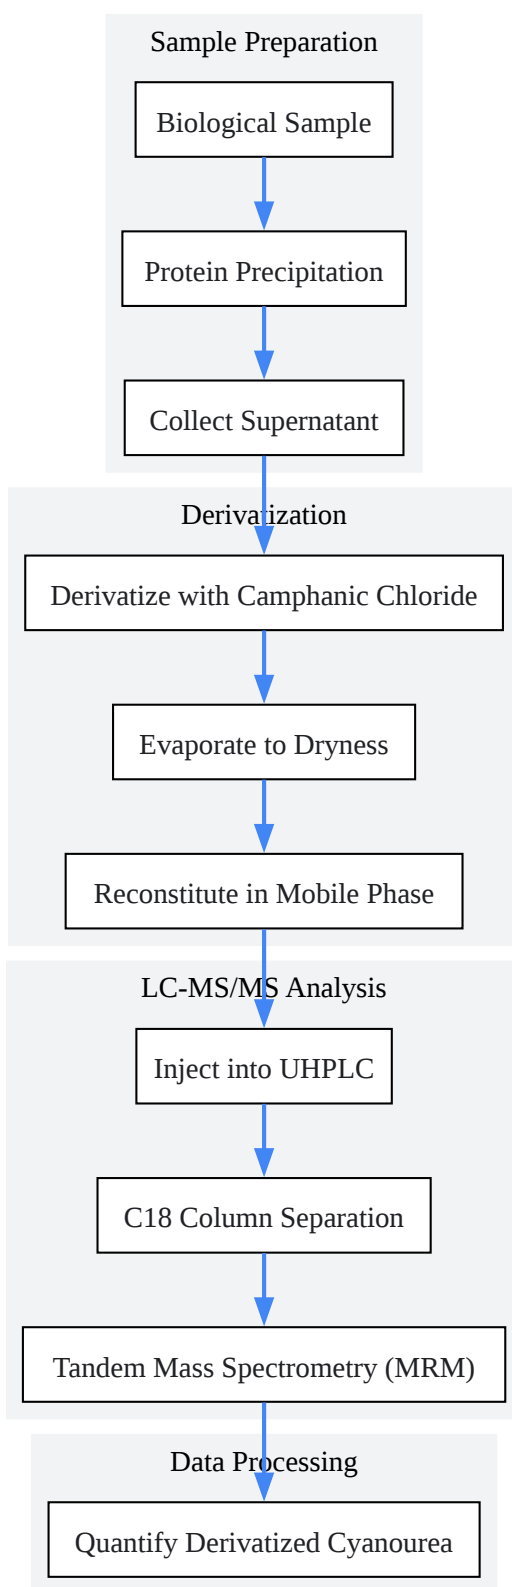 Sample Preparation
Biological Sample
Protein Precipitation
Collect Supernatant
Derivatization
Derivatize with Camphanic Chloride
Evaporate to Dryness
Reconstitute in Mobile Phase
LC-MS/MS Analysis
Inject into UHPLC
C18 Column Separation
Tandem Mass Spectrometry (MRM)
Data Processing
Quantify Derivatized Cyanourea